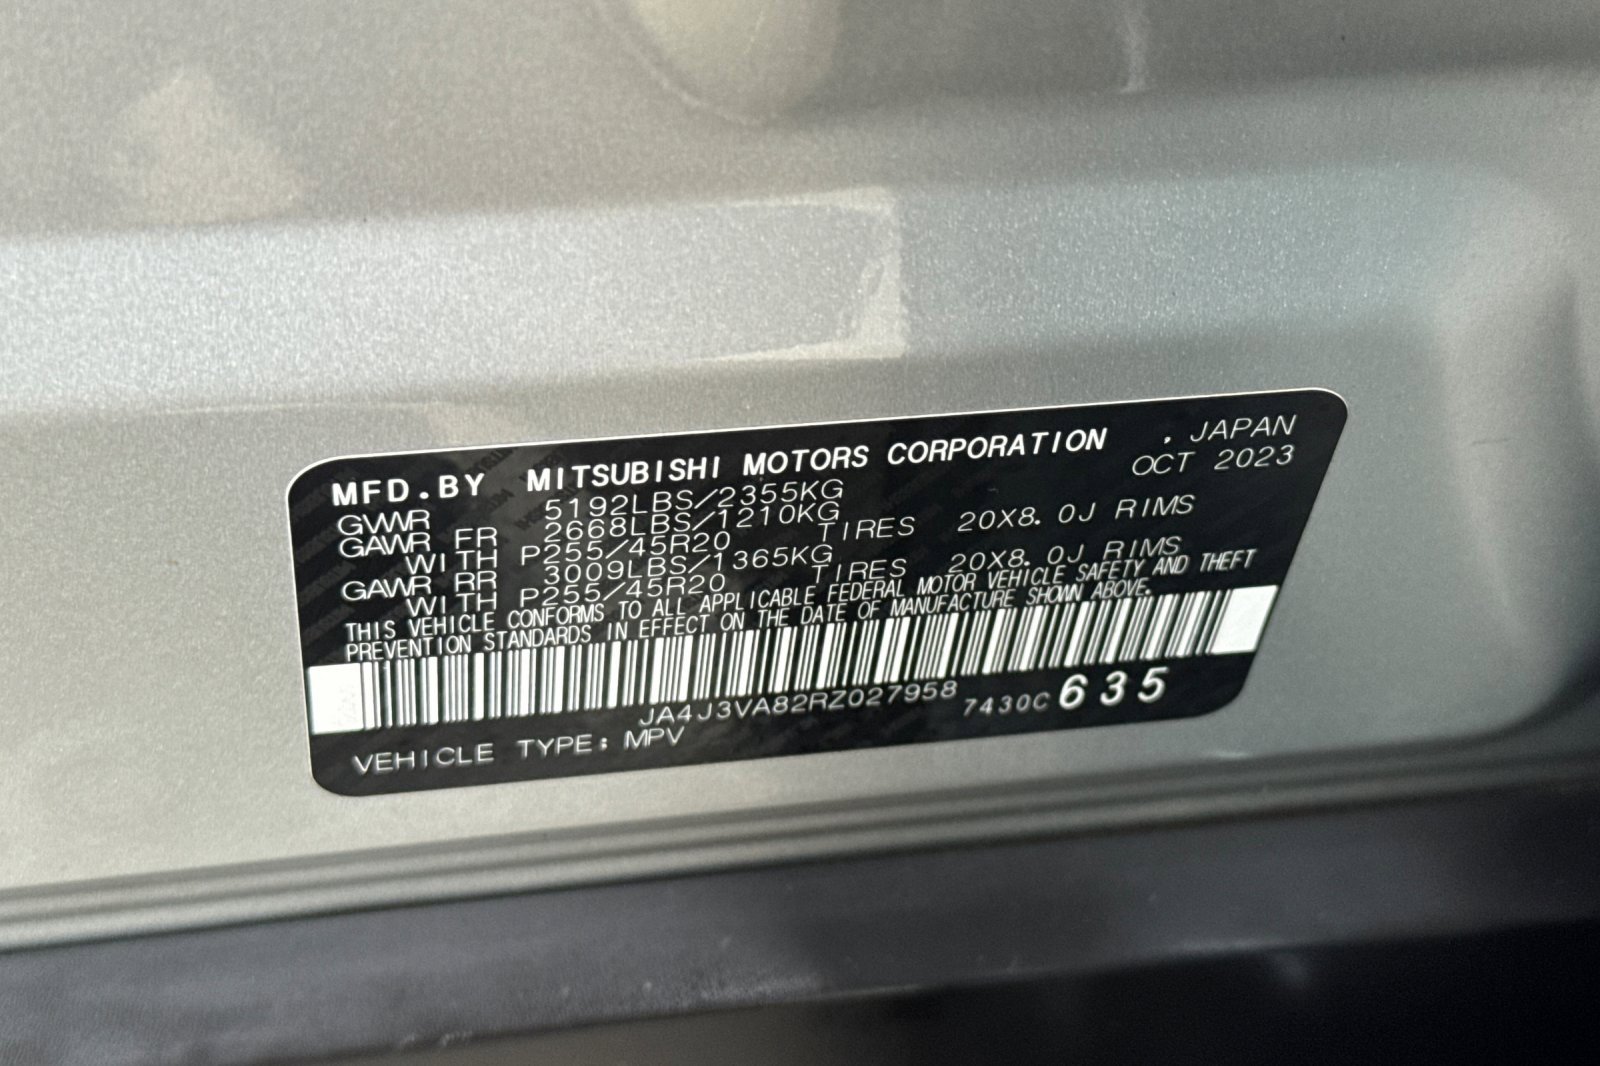 MFD.BY MITSUBISHI MOTORS CORPORATION , JAPAN
OCT 2023
GVWR 5192LBS/2355KG
GAWR FR 2668LBS/1210KG
WITH P255/45R20 TIRES 20X8.0J RIMS
GAWR RR 3009LBS/1365KG
WITH P255/45R20 TIRES 20X8.0J RIMS
THIS VEHICLE CONFORMS TO ALL APPLICABLE FEDERAL MOTOR VEHICLE SAFETY AND THEFT
PREVENTION STANDARDS IN EFFECT ON THE DATE OF MANUFACTURE SHOWN ABOVE.
JA4J3VA82RZ027958 7430C 635
VEHICLE TYPE: MPV